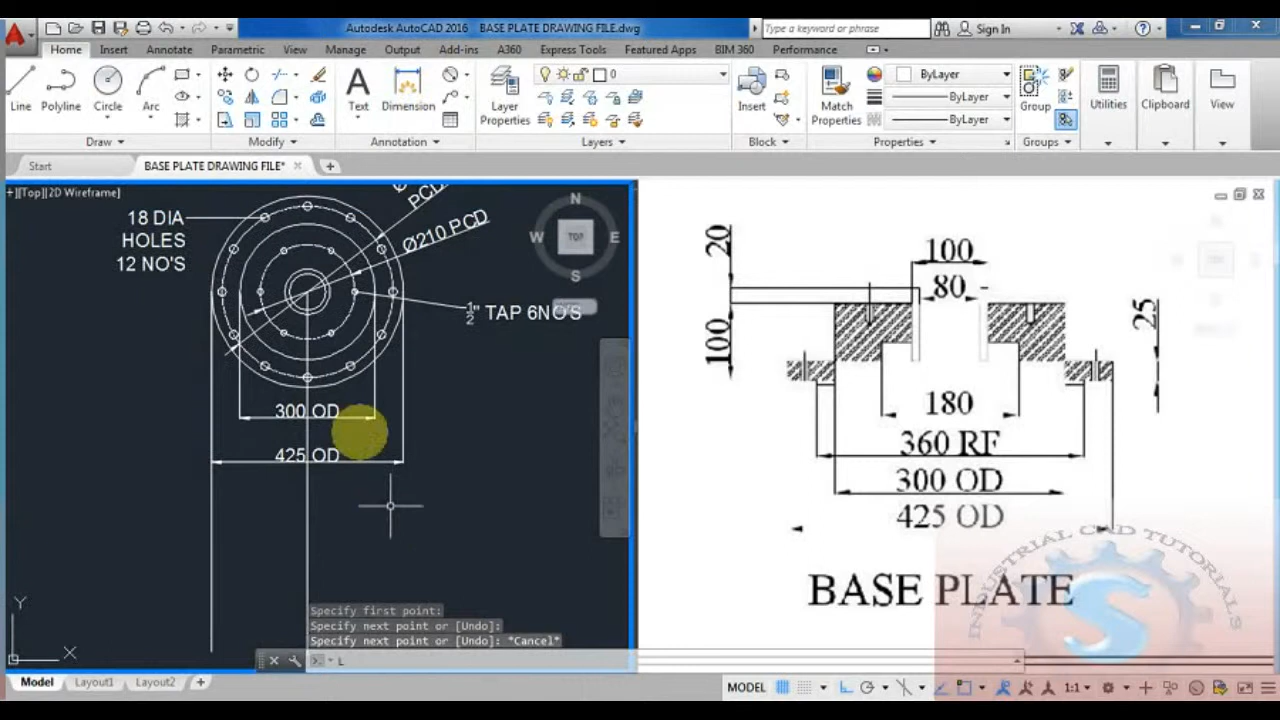 Autodesk AutoCAD 2016 BASE PLATE DRAWING FILE.dwg
Type a keyword or phrase
Sign In
Home Insert Annotate Parametric View Manage Output Add-ins A360 Express Tools Featured Apps BIM 360 Performance
Line Polyline Circle Arc
Text Dimension
Layer Properties
0
Insert
Match Properties
ByLayer
ByLayer
ByLayer
Group
Utilities
Clipboard
View
Draw Modify Annotation Layers Block Properties Groups
Start
BASE PLATE DRAWING FILE*
[Top][2D Wireframe]
18 DIA
HOLES
12 NO'S
PCD
Ø210 PCD
½" TAP 6NO'S
300 OD
425 OD
N
W TOP E
S
Y
X
20
100
80
100
25
180
360 RF
300 OD
425 OD
BASE PLATE
INDUSTRIAL CAD TUTORIALS
S
Specify first point:
Specify next point or [Undo]:
Specify next point or [Undo]: *Cancel*
L
Model Layout1 Layout2
MODEL
1:1